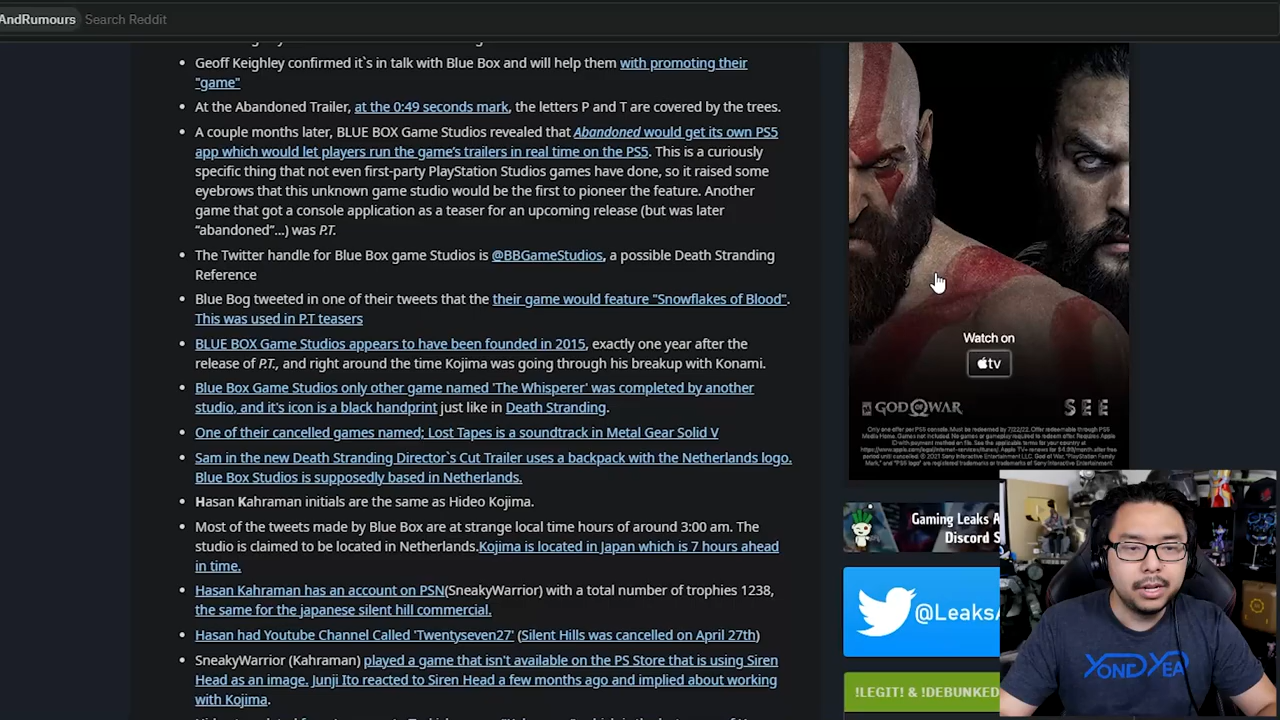 AndRumours
Search Reddit
Geoff Keighley confirmed it`s in talk with Blue Box and will help them with promoting their
"game"
At the Abandoned Trailer, at the 0:49 seconds mark, the letters P and T are covered by the trees.
A couple months later, BLUE BOX Game Studios revealed that Abandoned would get its own PS5
app which would let players run the game's trailers in real time on the PS5. This is a curiously
specific thing that not even first-party PlayStation Studios games have done, so it raised some
eyebrows that this unknown game studio would be the first to pioneer the feature. Another
game that got a console application as a teaser for an upcoming release (but was later
“abandoned”...) was P.T.
The Twitter handle for Blue Box game Studios is @BBGameStudios, a possible Death Stranding
Reference
Blue Bog tweeted in one of their tweets that the their game would feature "Snowflakes of Blood".
This was used in P.T teasers
BLUE BOX Game Studios appears to have been founded in 2015, exactly one year after the
release of P.T., and right around the time Kojima was going through his breakup with Konami.
Blue Box Game Studios only other game named 'The Whisperer' was completed by another
studio, and it's icon is a black handprint just like in Death Stranding.
One of their cancelled games named; Lost Tapes is a soundtrack in Metal Gear Solid V
Sam in the new Death Stranding Director`s Cut Trailer uses a backpack with the Netherlands logo.
Blue Box Studios is supposedly based in Netherlands.
Hasan Kahraman initials are the same as Hideo Kojima.
Most of the tweets made by Blue Box are at strange local time hours of around 3:00 am. The
studio is claimed to be located in Netherlands.Kojima is located in Japan which is 7 hours ahead
in time.
Hasan Kahraman has an account on PSN(SneakyWarrior) with a total number of trophies 1238,
the same for the japanese silent hill commercial.
Hasan had Youtube Channel Called 'Twentyseven27' (Silent Hills was cancelled on April 27th)
SneakyWarrior (Kahraman) played a game that isn't available on the PS Store that is using Siren
Head as an image. Junji Ito reacted to Siren Head a few months ago and implied about working
with Kojima.
Watch on
tv
GOD OF WAR
SEE
Gaming Leaks A
Discord S
@LeaksA
!LEGIT! & !DEBUNKED
YONDYEA